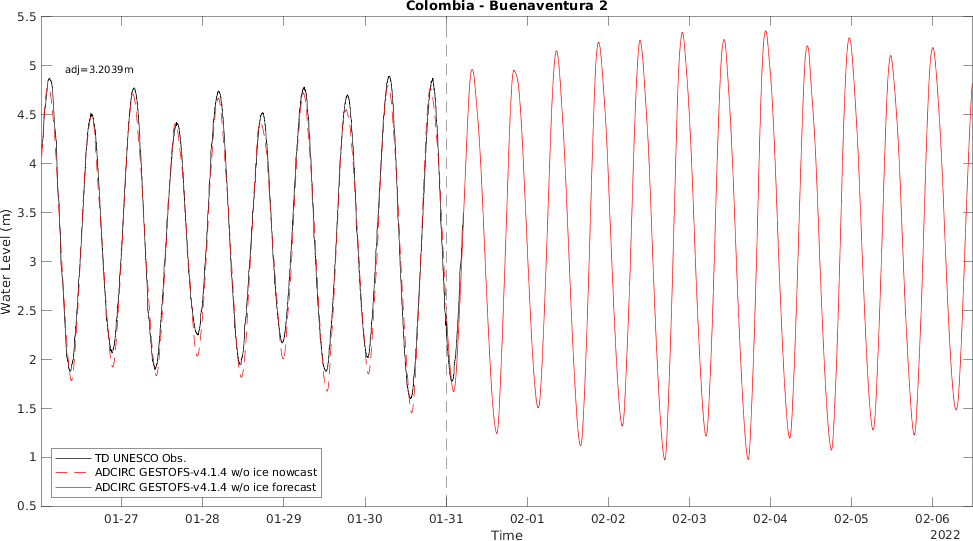 Colombia - Buenaventura 2
adj=3.2039m
5.5
5
4.5
4
3.5
3
2.5
2
1.5
1
0.5
Water Level (m)
TD UNESCO Obs.
ADCIRC GESTOFS-v4.1.4 w/o ice nowcast
ADCIRC GESTOFS-v4.1.4 w/o ice forecast
01-27 01-28 01-29 01-30 01-31 02-01 02-02 02-03 02-04 02-05 02-06
Time
2022